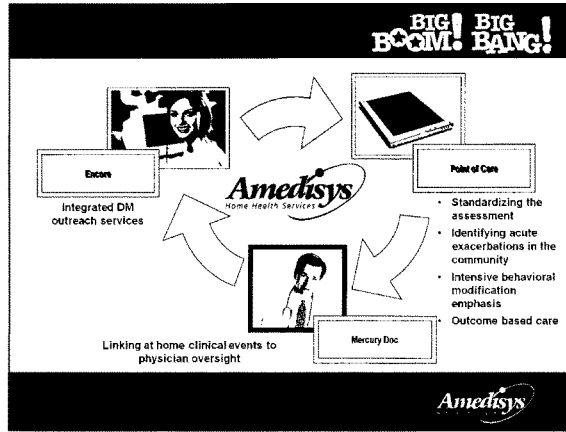 BIG BIG
BOOM! BANG!
Encore
Integrated DM
outreach services
Amedisys
Home Health Services
Point of Care
• Standardizing the
assessment
• Identifying acute
exacerbations in the
community
• Intensive behavioral
modification
emphasis
• Outcome based care
Mercury Doc
Linking at home clinical events to
physician oversight
Amedisys